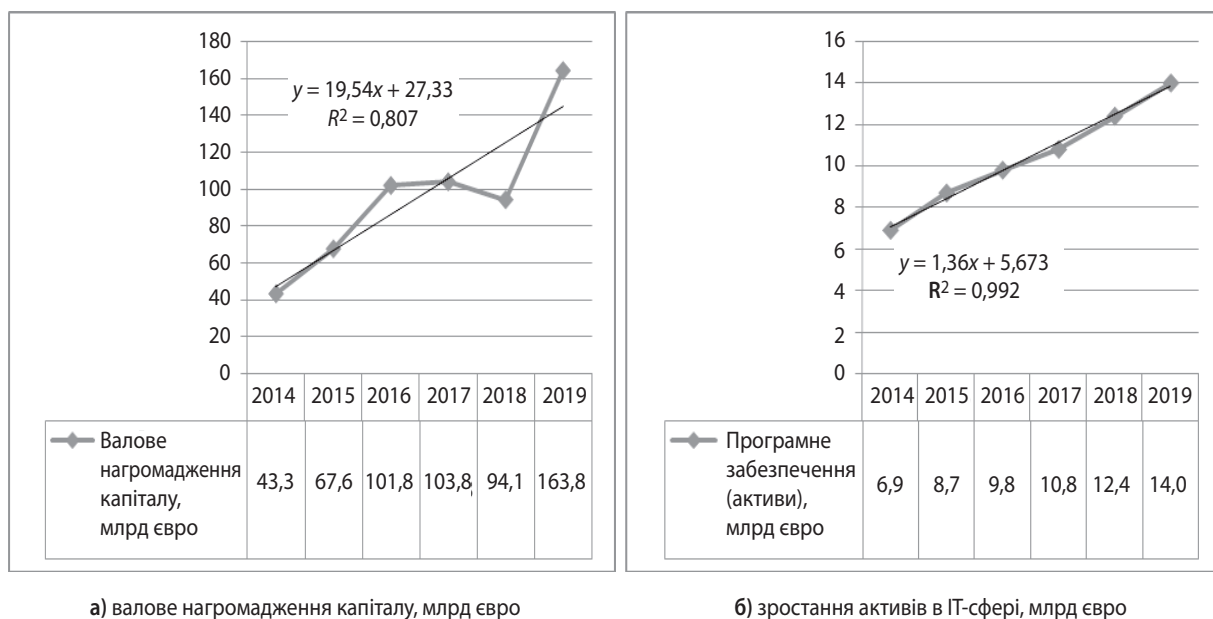 180
160
140
120
100
80
60
40
20
0
y = 19,54x + 27,33
R² = 0,807
2014 2015 2016 2017 2018 2019
Валове
нагромадження
капіталу,
млрд євро
43,3 67,6 101,8 103,8 94,1 163,8
16
14
12
10
8
6
4
2
0
y = 1,36x + 5,673
R² = 0,992
2014 2015 2016 2017 2018 2019
Програмне
забезпечення
(активи),
млрд євро
6,9 8,7 9,8 10,8 12,4 14,0
а) валове нагромадження капіталу, млрд євро
б) зростання активів в ІТ-сфері, млрд євро